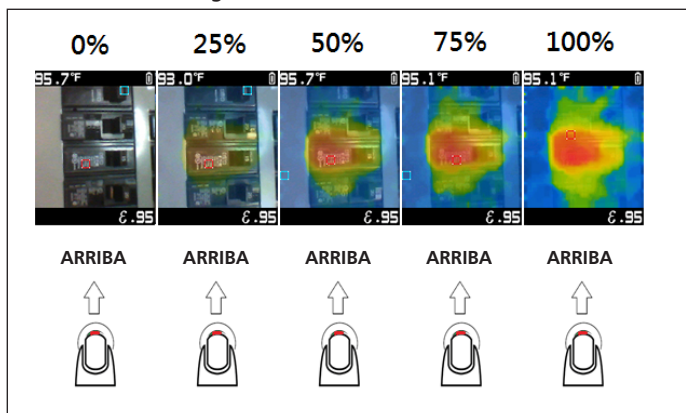 0% 25% 50% 75% 100%
95.7°F 93.0°F 95.7°F 95.1°F 95.1°F
ε.95 ε.95 ε.95 ε.95 ε.95
ARRIBA ARRIBA ARRIBA ARRIBA ARRIBA